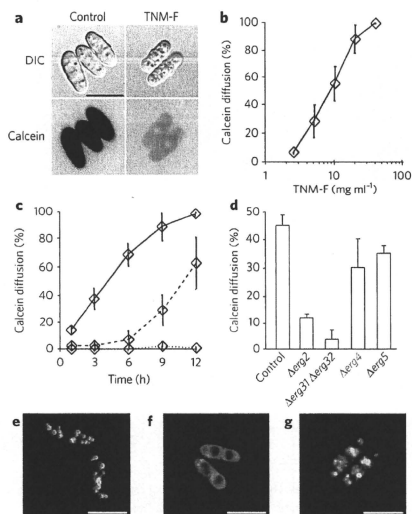 a
Control
TNM-F
DIC
Calcein
b
Calcein diffusion (%)
100
80
60
40
20
0
1
10
100
TNM-F (mg ml⁻¹)
c
Calcein diffusion (%)
100
80
60
40
20
0
0
3
6
9
12
Time (h)
d
Calcein diffusion (%)
50
40
30
20
10
0
Control
Δerg2
Δerg31 Δerg32
Δerg4
Δerg5
e
f
g